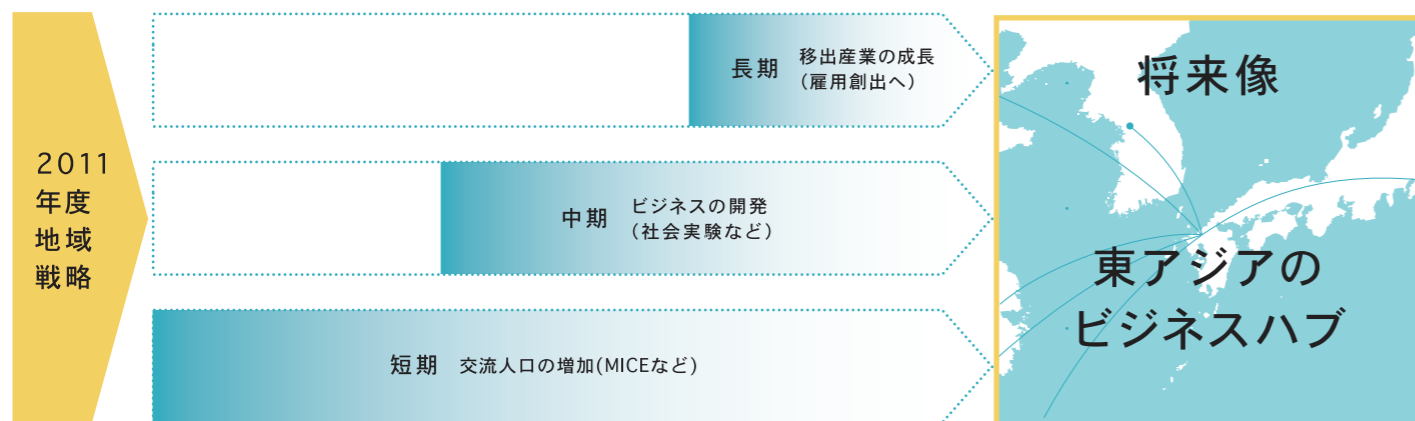 2011
年度
地域
戦略
長期
移出産業の成長
（雇用創出へ）
中期
ビジネスの開発
（社会実験など）
短期
交流人口の増加(MICEなど)
将来像
東アジアの
ビジネスハブ